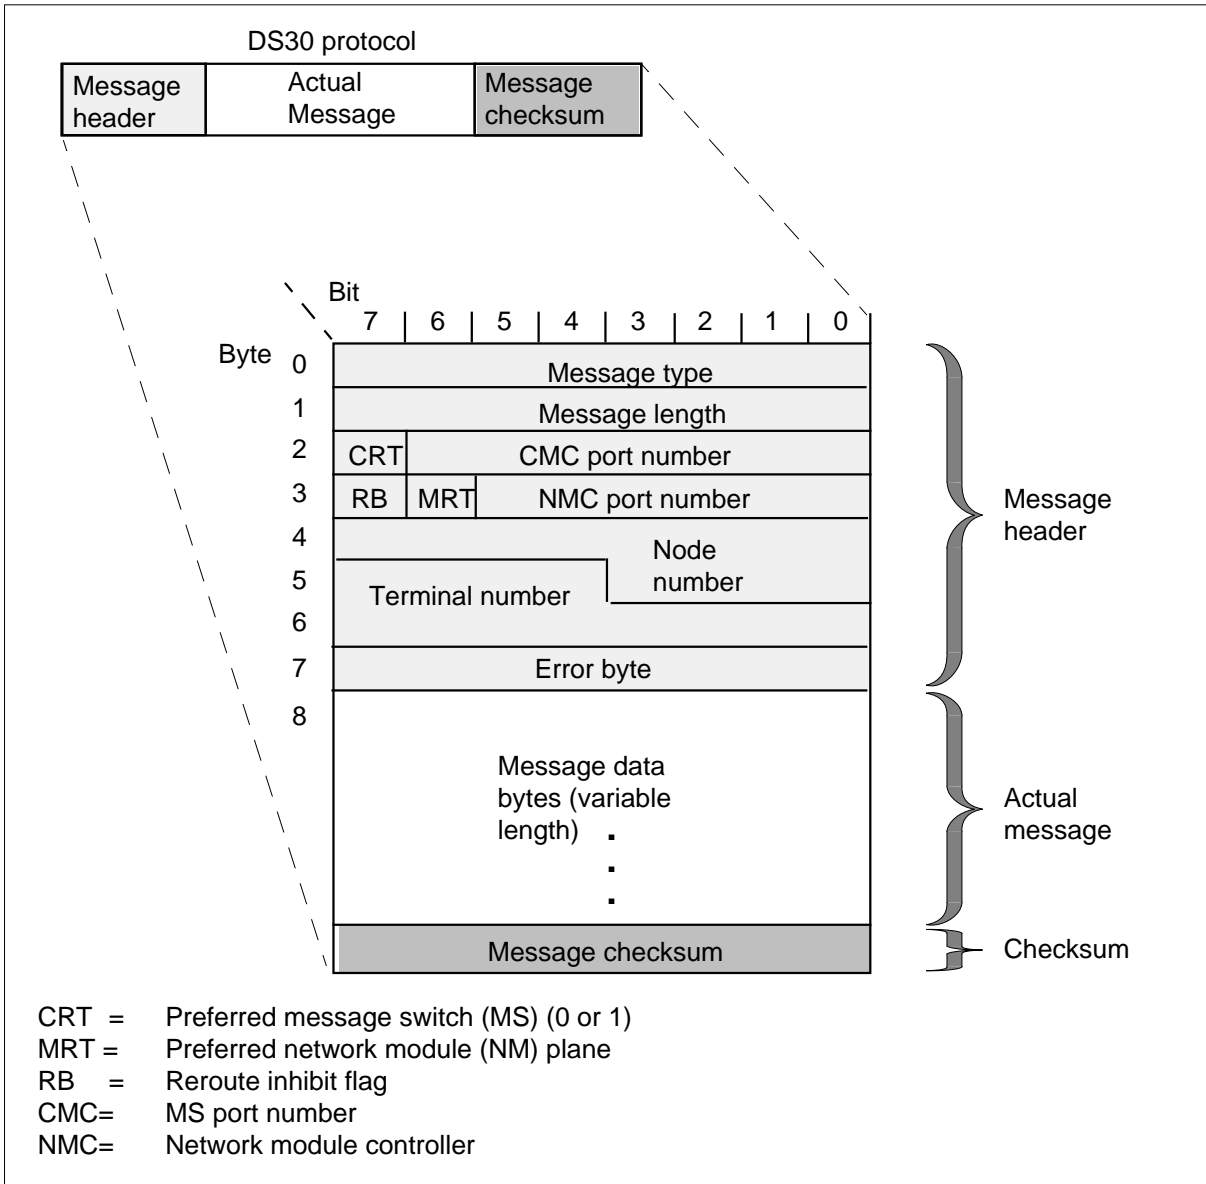 DS30 protocol
Message header
Actual Message
Message checksum
Bit
7 6 5 4 3 2 1 0
Byte
0 Message type
1 Message length
2 CRT CMC port number
3 RB MRT NMC port number
4 Node
5 number
Terminal number
6
7 Error byte
8
Message data
bytes (variable
length)
Message checksum
Message
header
Actual
message
Checksum
CRT = Preferred message switch (MS) (0 or 1)
MRT = Preferred network module (NM) plane
RB = Reroute inhibit flag
CMC= MS port number
NMC= Network module controller